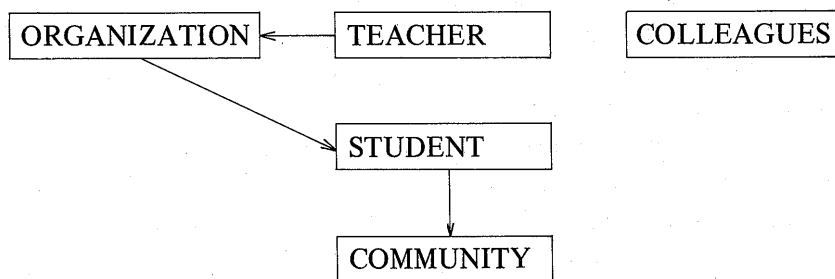 ORGANIZATION TEACHER COLLEAGUES
STUDENT
COMMUNITY